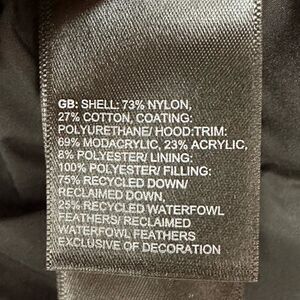 GB: SHELL: 73% NYLON,
27% COTTON, COATING:
POLYURETHANE/ HOOD:TRIM:
69% MODACRYLIC, 23% ACRYLIC,
8% POLYESTER/ LINING:
100% POLYESTER/ FILLING:
75% RECYCLED DOWN/
RECLAIMED DOWN,
25% RECYCLED WATERFOWL
FEATHERS/ RECLAIMED
WATERFOWL FEATHERS
EXCLUSIVE OF DECORATION